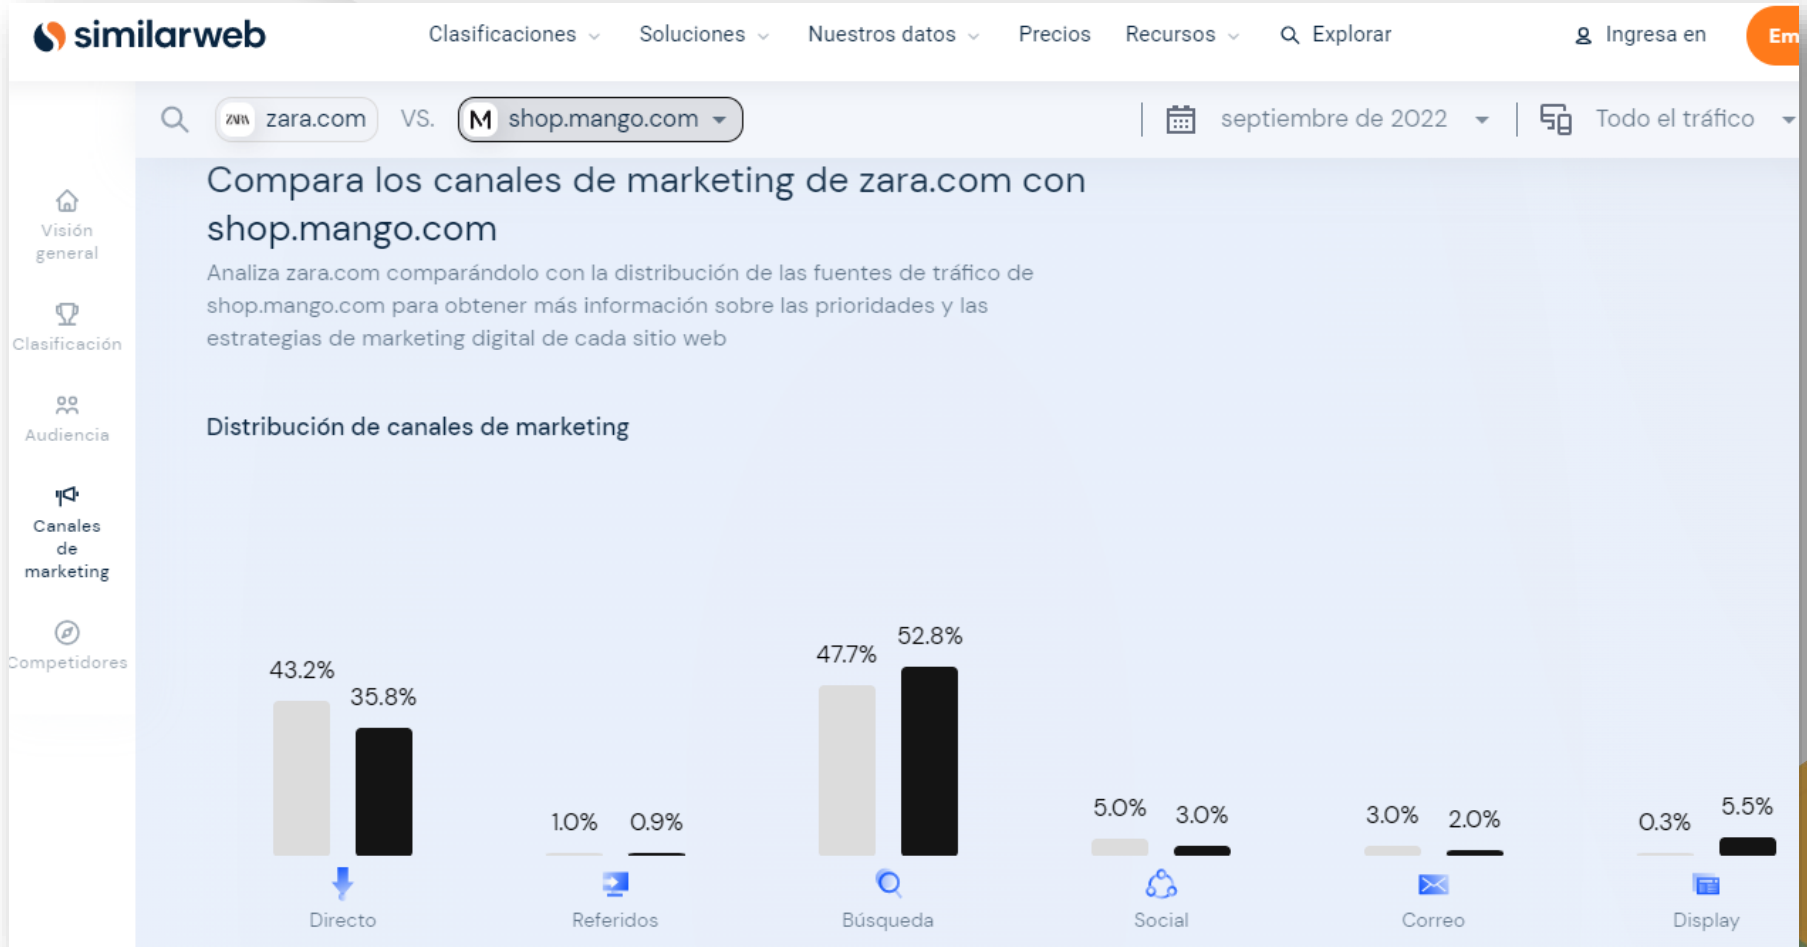 similarweb
Clasificaciones Soluciones Nuestros datos Precios Recursos Explorar Ingresa en Em
ZARA zara.com VS. M shop.mango.com septiembre de 2022 Todo el tráfico
Compara los canales de marketing de zara.com con
shop.mango.com
Analiza zara.com comparándolo con la distribución de las fuentes de tráfico de
shop.mango.com para obtener más información sobre las prioridades y las
estrategias de marketing digital de cada sitio web
Visión
general
Clasificación
Audiencia
Canales
de
marketing
Competidores
Distribución de canales de marketing
43.2% 35.8%
1.0% 0.9%
47.7% 52.8%
5.0% 3.0%
3.0% 2.0%
0.3% 5.5%
Directo Referidos Búsqueda Social Correo Display